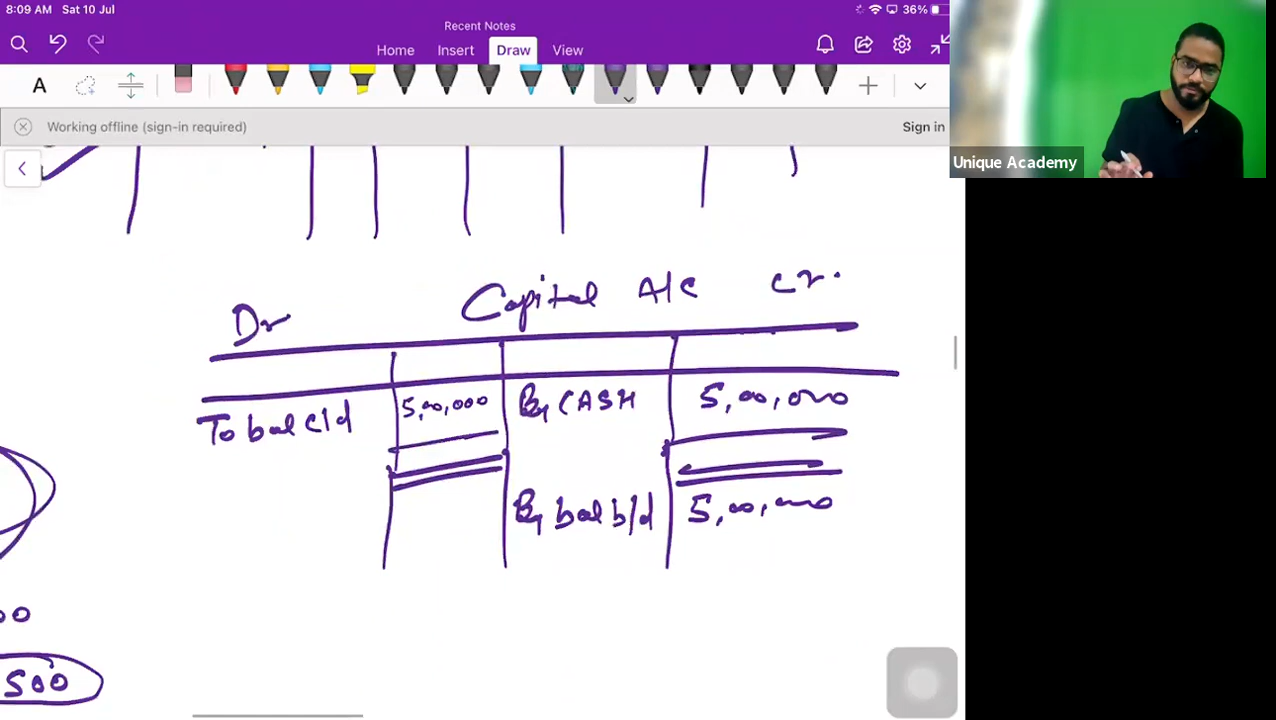 8:09 AM Sat 10 Jul
36%
Recent Notes
Home Insert Draw View
A
Working offline (sign-in required)
Sign in
Unique Academy
Dr Capital A/C Cr.
To bal c/d 5,00,000 By CASH 5,00,000
By bal b/d 5,00,000
00
500